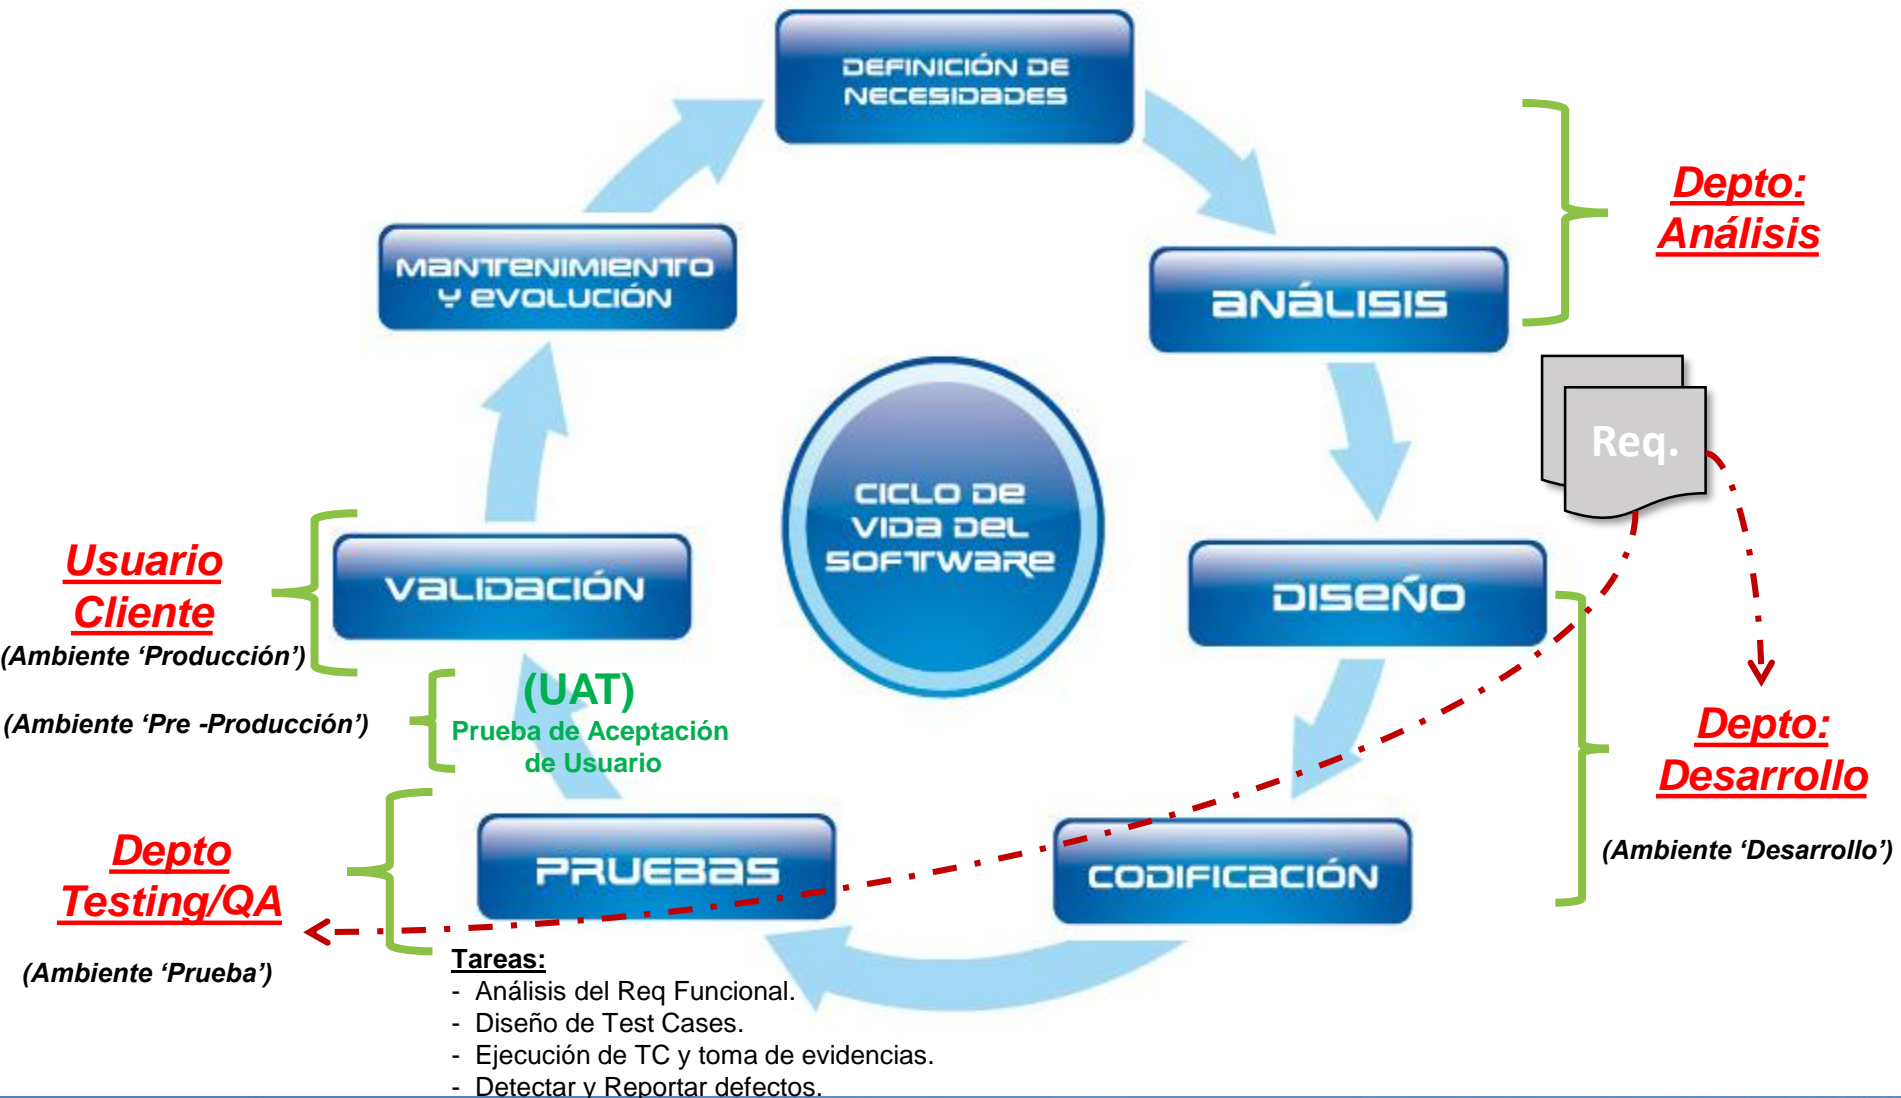 DEFINICIÓN DE
NECESIDADES
Depto:
Análisis
MANTENIMIENTO
Y EVOLUCIÓN
ANÁLISIS
Req.
CICLO DE
VIDA DEL
SOFTWARE
Usuario
Cliente
(Ambiente ‘Producción’)
VALIDACIÓN
DISEÑO
(UAT)
Prueba de Aceptación
de Usuario
(Ambiente ‘Pre -Producción’)
Depto:
Desarrollo
(Ambiente ‘Desarrollo’)
Depto
Testing/QA
(Ambiente ‘Prueba’)
PRUEBAS
CODIFICACIÓN
Tareas:
- Análisis del Req Funcional.
- Diseño de Test Cases.
- Ejecución de TC y toma de evidencias.
- Detectar y Reportar defectos.